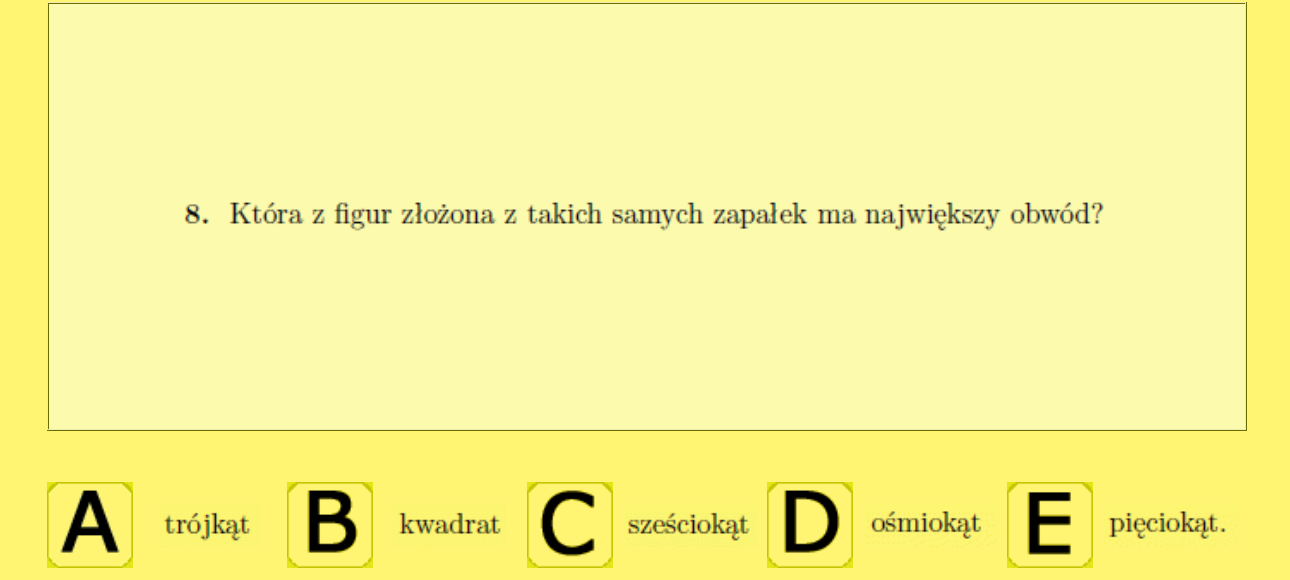 8. Która z figur złożona z takich samych zapałek ma największy obwód?
A trójkąt B kwadrat C sześciokąt D ośmiokąt E pięciokąt.